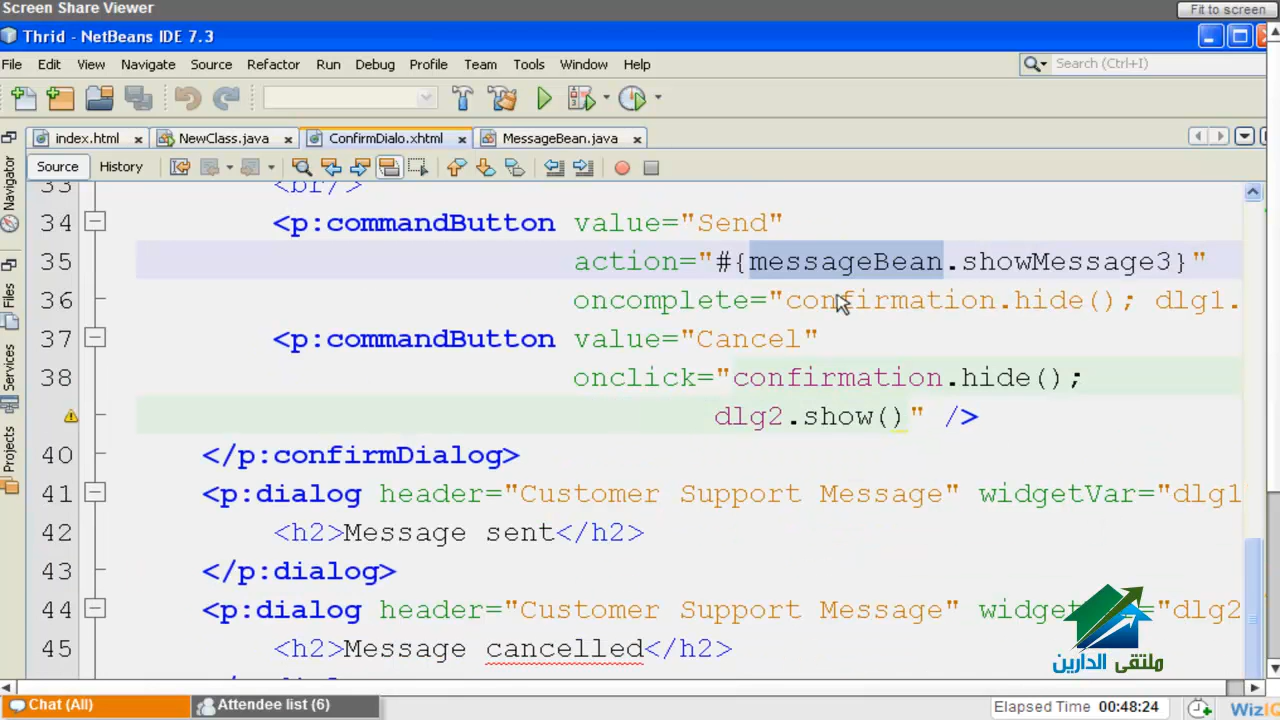 Screen Share Viewer
Fit to screen
Thrid - NetBeans IDE 7.3
File Edit View Navigate Source Refactor Run Debug Profile Team Tools Window Help
Search (Ctrl+I)
index.html NewClass.java ConfirmDialo.xhtml MessageBean.java
Source History
Navigator
Files
Services
Projects
33 <br/>
34 <p:commandButton value="Send"
35 action="#{messageBean.showMessage3}"
36 oncomplete="confirmation.hide(); dlg1.
37 <p:commandButton value="Cancel"
38 onclick="confirmation.hide();
dlg2.show()" />
40 </p:confirmDialog>
41 <p:dialog header="Customer Support Message" widgetVar="dlg1
42 <h2>Message sent</h2>
43 </p:dialog>
44 <p:dialog header="Customer Support Message" dlg2
45 <h2>Message cancelled</h2>
ملتقى الدارين
Chat (All)
Attendee list (6)
Elapsed Time 00:48:24